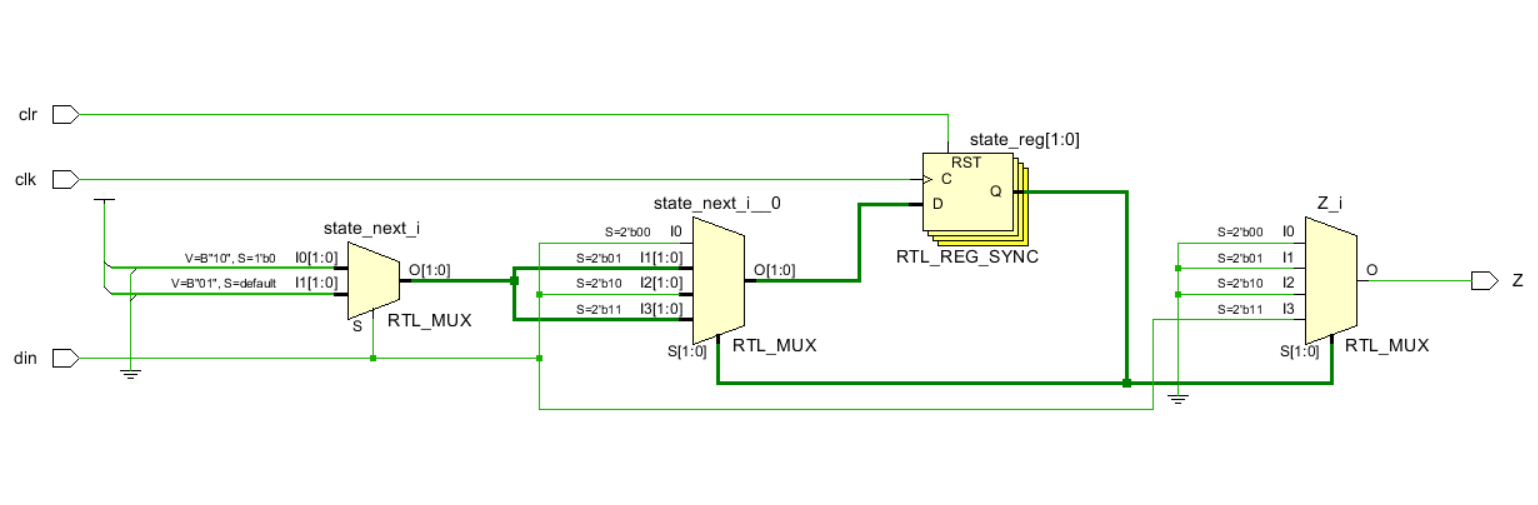 clr
state_reg[1:0]
RST
clk
C
Q
D
RTL_REG_SYNC
state_next_i
V=B"10", S=1'b0
I0[1:0]
V=B"01", S=default
I1[1:0]
O[1:0]
S
RTL_MUX
state_next_i__0
S=2'b00
I0
S=2'b01
I1[1:0]
S=2'b10
I2[1:0]
S=2'b11
I3[1:0]
O[1:0]
S[1:0]
RTL_MUX
Z_i
S=2'b00
I0
S=2'b01
I1
S=2'b10
I2
S=2'b11
I3
O
Z
S[1:0]
RTL_MUX
din